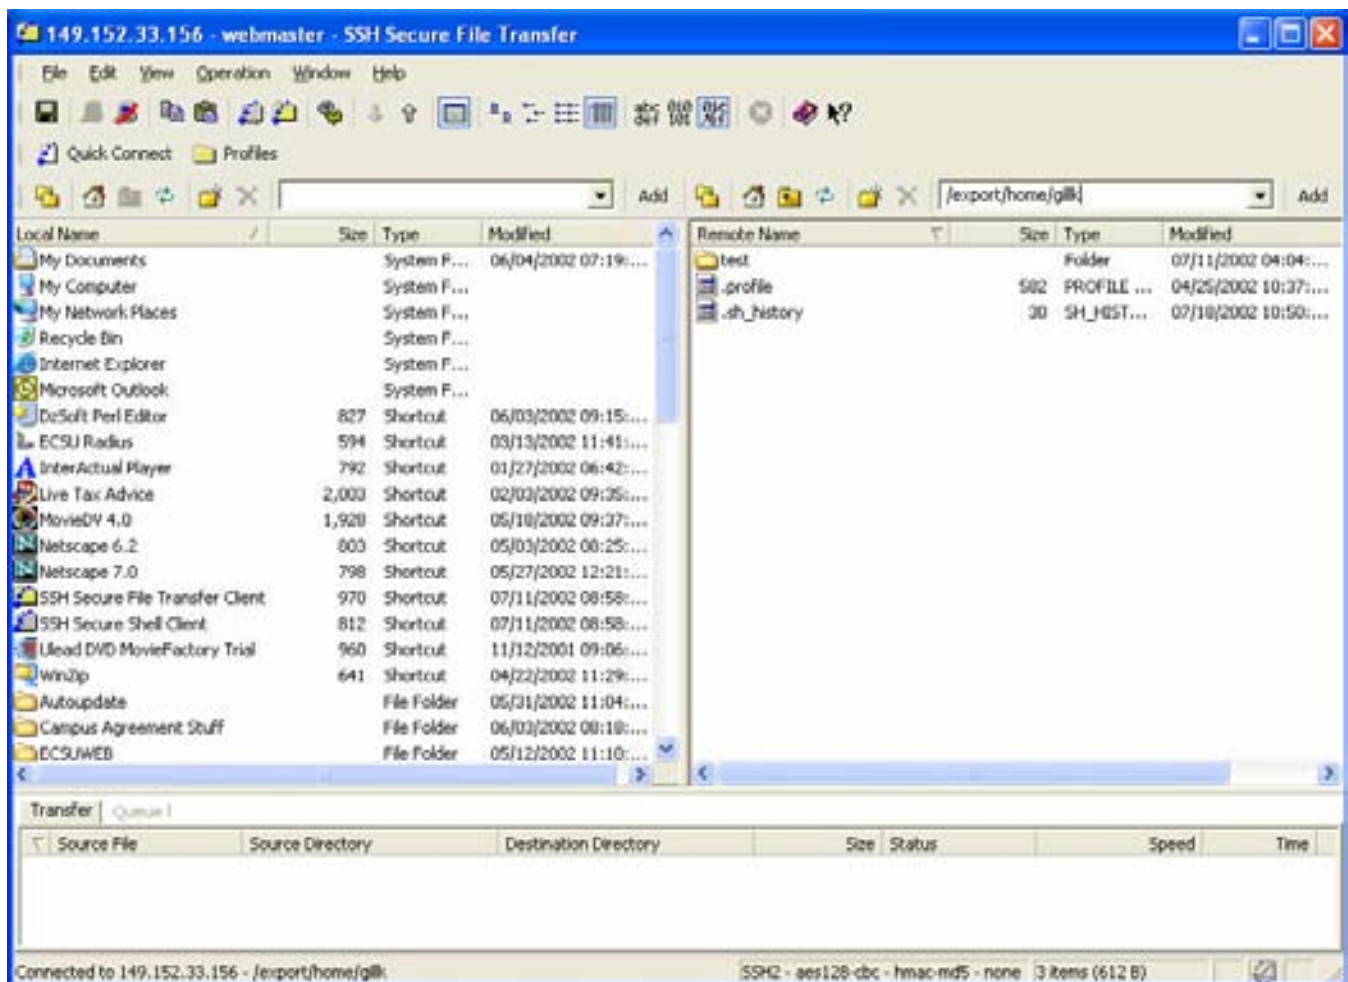 149.152.33.156 - webmaster - SSH Secure File Transfer
File Edit View Operation Window Help
Quick Connect Profiles
Add /export/home/gillk Add
Local Name Size Type Modified
My Documents System F... 06/04/2002 07:19:...
My Computer System F...
My Network Places System F...
Recycle Bin System F...
Internet Explorer System F...
Microsoft Outlook System F...
DzSoft Perl Editor 827 Shortcut 06/03/2002 09:15:...
ECSU Radius 594 Shortcut 03/13/2002 11:41:...
InterActual Player 792 Shortcut 01/27/2002 06:42:...
Live Tax Advice 2,003 Shortcut 02/03/2002 09:35:...
MovieDV 4.0 1,928 Shortcut 05/18/2002 09:37:...
Netscape 6.2 803 Shortcut 05/03/2002 08:25:...
Netscape 7.0 798 Shortcut 05/27/2002 12:21:...
SSH Secure File Transfer Client 970 Shortcut 07/11/2002 08:58:...
SSH Secure Shell Client 812 Shortcut 07/11/2002 08:58:...
Ulead DVD MovieFactory Trial 960 Shortcut 11/12/2001 09:06:...
WinZip 641 Shortcut 04/22/2002 11:29:...
Autoupdate File Folder 05/31/2002 11:04:...
Campus Agreement Stuff File Folder 06/03/2002 08:18:...
ECSUWEB File Folder 05/12/2002 11:10:...
Remote Name Size Type Modified
test Folder 07/11/2002 04:04:...
.profile 582 PROFILE ... 04/25/2002 10:37:...
.sh_history 30 SH_HIST... 07/18/2002 10:50:...
Transfer Queue
Source File Source Directory Destination Directory Size Status Speed Time
Connected to 149.152.33.156 - /export/home/gillk SSH2 - aes128-cbc - hmac-md5 - none 3 items (612 B)